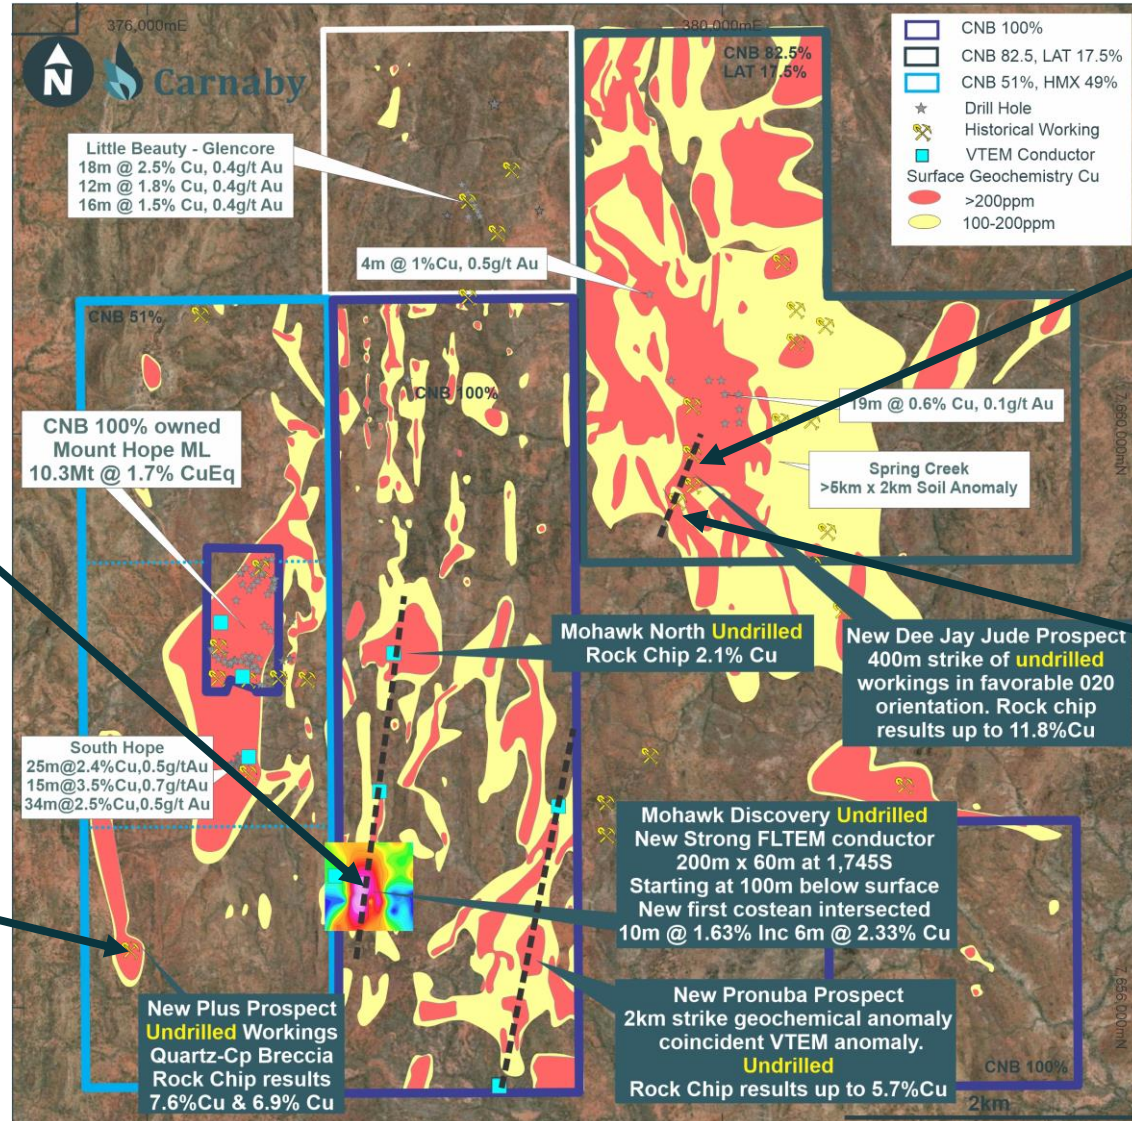 376,000mE
380,000mE
N
Carnaby
CNB 82.5%
LAT 17.5%
CNB 100%
CNB 82.5, LAT 17.5%
CNB 51%, HMX 49%
Drill Hole
Historical Working
VTEM Conductor
Surface Geochemistry Cu
>200ppm
100-200ppm
Little Beauty - Glencore
18m @ 2.5% Cu, 0.4g/t Au
12m @ 1.8% Cu, 0.4g/t Au
16m @ 1.5% Cu, 0.4g/t Au
4m @ 1%Cu, 0.5g/t Au
CNB 51%
CNB 100%
19m @ 0.6% Cu, 0.1g/t Au
CNB 100% owned
Mount Hope ML
10.3Mt @ 1.7% CuEq
Spring Creek
>5km x 2km Soil Anomaly
Mohawk North Undrilled
Rock Chip 2.1% Cu
New Dee Jay Jude Prospect
400m strike of undrilled
workings in favorable 020
orientation. Rock chip
results up to 11.8%Cu
South Hope
25m@2.4%Cu,0.5g/tAu
15m@3.5%Cu,0.7g/tAu
34m@2.5%Cu,0.5g/t Au
Mohawk Discovery Undrilled
New Strong FLTEM conductor
200m x 60m at 1,745S
Starting at 100m below surface
New first costean intersected
10m @ 1.63% Inc 6m @ 2.33% Cu
New Plus Prospect
Undrilled Workings
Quartz-Cp Breccia
Rock Chip results
7.6%Cu & 6.9% Cu
New Pronuba Prospect
2km strike geochemical anomaly
coincident VTEM anomaly.
Undrilled
Rock Chip results up to 5.7%Cu
CNB 100%
2km